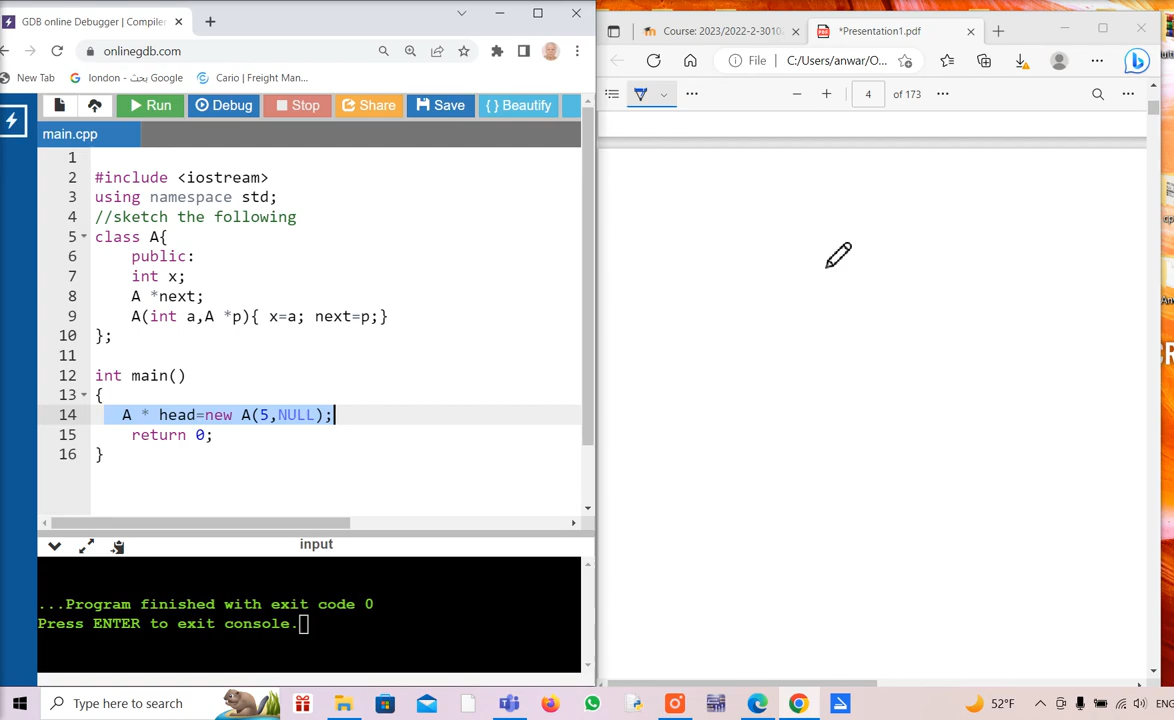 GDB online Debugger | Compiler
onlinegdb.com
New Tab
london - بحث Google
Cario | Freight Man...
Run
Debug
Stop
Share
Save
{ } Beautify
main.cpp
1
2 #include <iostream>
3 using namespace std;
4 //sketch the following
5 class A{
6 public:
7 int x;
8 A *next;
9 A(int a,A *p){ x=a; next=p;}
10 };
11
12 int main()
13 {
14 A * head=new A(5,NULL);
15 return 0;
16 }
input
...Program finished with exit code 0
Press ENTER to exit console.
Course: 2023/2022-2-3010
*Presentation1.pdf
File
C:/Users/anwar/O...
4 of 173
Type here to search
52°F